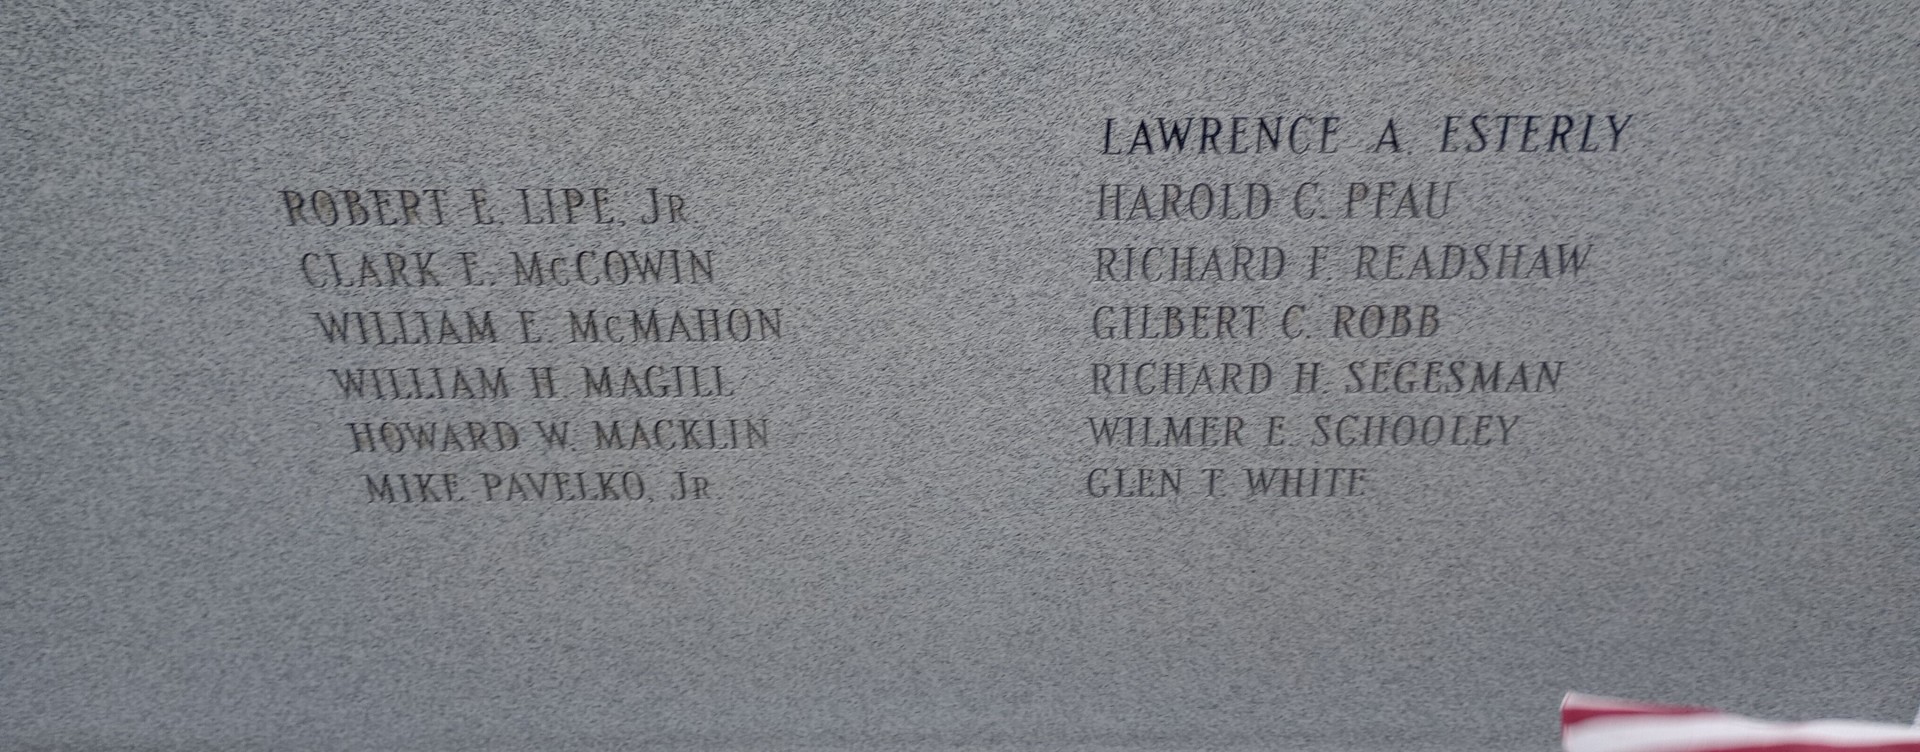 ROBERT E. LIPE, JR.
CLARK E. MCCOWIN
WILLIAM E. MCMAHON
WILLIAM H. MAGILL
HOWARD W. MACKLIN
MIKE PAVELKO, JR.
LAWRENCE A. ESTERLY
HAROLD C. PFAU
RICHARD F. READSHAW
GILBERT C. ROBB
RICHARD H. SEGESMAN
WILMER E. SCHOOLEY
GLEN T. WHITE